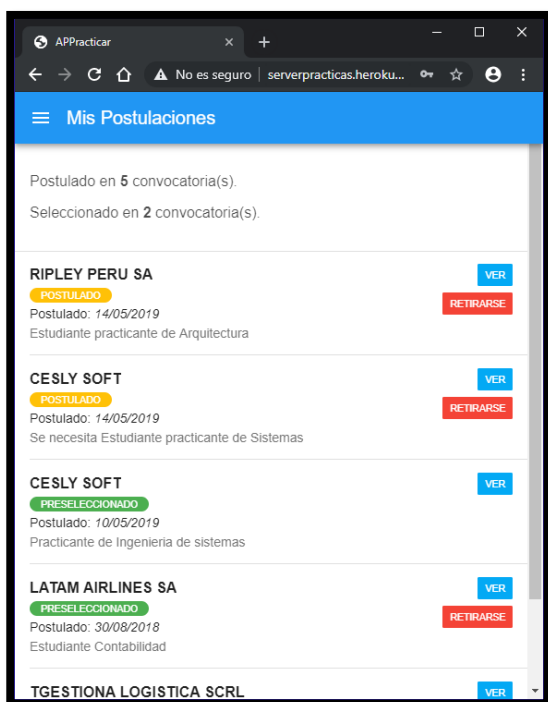 APPracticar
No es seguro | serverpracticas.heroku...
Mis Postulaciones
Postulado en 5 convocatoria(s).
Seleccionado en 2 convocatoria(s).
RIPLEY PERU SA
VER
POSTULADO
RETIRARSE
Postulado: 14/05/2019
Estudiante practicante de Arquitectura
CESLY SOFT
VER
POSTULADO
RETIRARSE
Postulado: 14/05/2019
Se necesita Estudiante practicante de Sistemas
CESLY SOFT
VER
PRESELECCIONADO
Postulado: 10/05/2019
Practicante de Ingenieria de sistemas
LATAM AIRLINES SA
VER
PRESELECCIONADO
RETIRARSE
Postulado: 30/08/2018
Estudiante Contabilidad
TGESTIONA LOGISTICA SCRL
VER